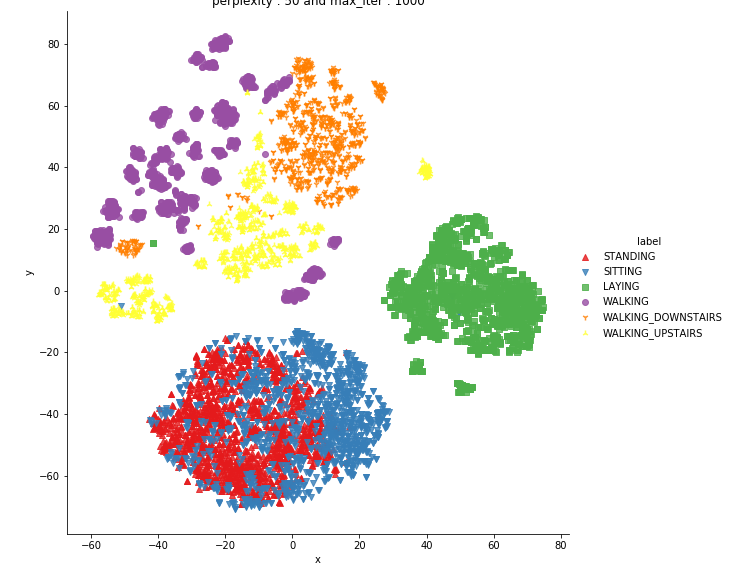 perplexity : 50 and max_iter : 1000
80
60
40
20
0
−20
−40
−60
y
−60 −40 −20 0 20 40 60 80
x
label
STANDING
SITTING
LAYING
WALKING
WALKING_DOWNSTAIRS
WALKING_UPSTAIRS